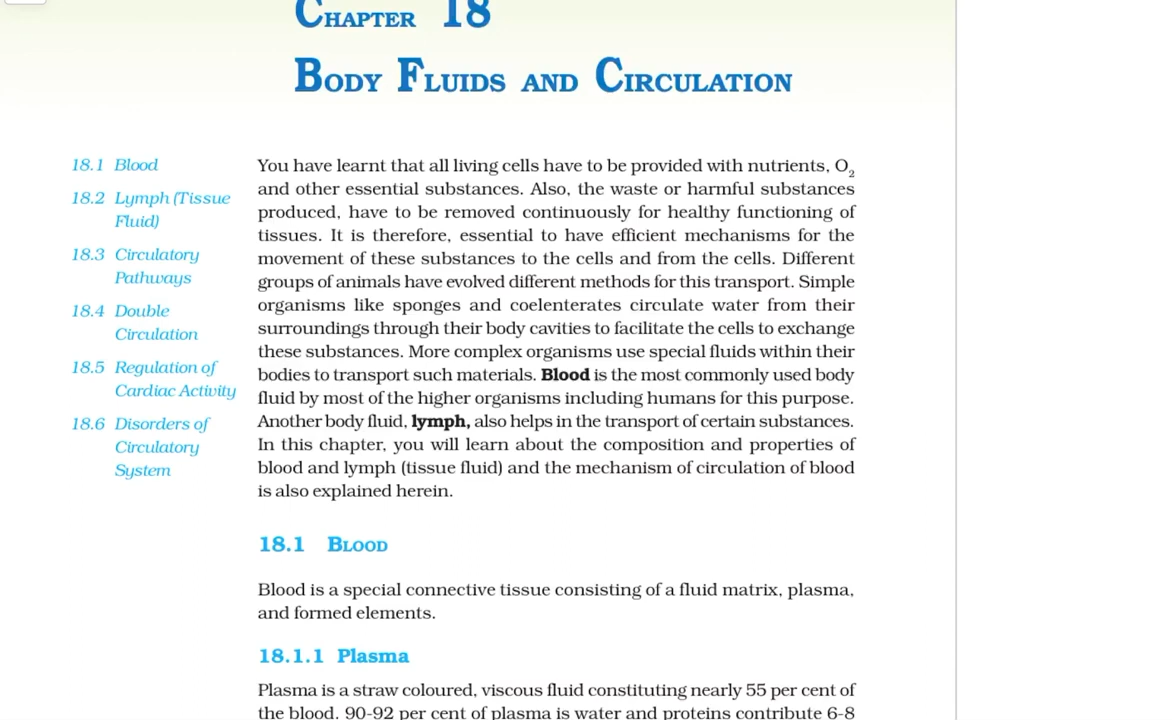 CHAPTER 18
BODY FLUIDS AND CIRCULATION
18.1 Blood
18.2 Lymph (Tissue
Fluid)
18.3 Circulatory
Pathways
18.4 Double
Circulation
18.5 Regulation of
Cardiac Activity
18.6 Disorders of
Circulatory
System
You have learnt that all living cells have to be provided with nutrients, O₂
and other essential substances. Also, the waste or harmful substances
produced, have to be removed continuously for healthy functioning of
tissues. It is therefore, essential to have efficient mechanisms for the
movement of these substances to the cells and from the cells. Different
groups of animals have evolved different methods for this transport. Simple
organisms like sponges and coelenterates circulate water from their
surroundings through their body cavities to facilitate the cells to exchange
these substances. More complex organisms use special fluids within their
bodies to transport such materials. Blood is the most commonly used body
fluid by most of the higher organisms including humans for this purpose.
Another body fluid, lymph, also helps in the transport of certain substances.
In this chapter, you will learn about the composition and properties of
blood and lymph (tissue fluid) and the mechanism of circulation of blood
is also explained herein.
18.1 BLOOD
Blood is a special connective tissue consisting of a fluid matrix, plasma,
and formed elements.
18.1.1 Plasma
Plasma is a straw coloured, viscous fluid constituting nearly 55 per cent of
the blood. 90-92 per cent of plasma is water and proteins contribute 6-8